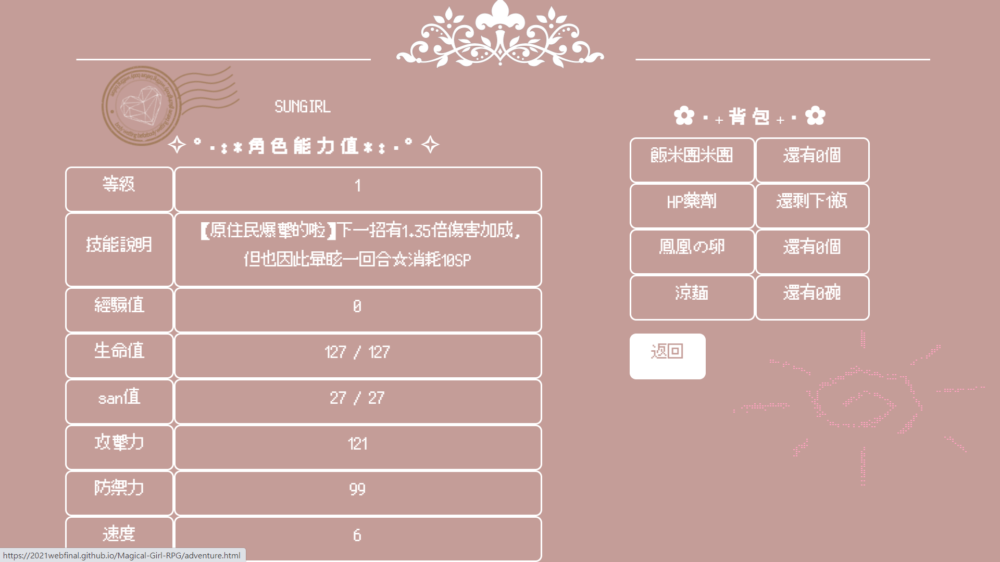 SUNGIRL
✧ ° . : * 角色能力值 * : . ° ✧
等級 1
技能說明 【原住民爆擊的啦】下一招有1.35倍傷害加成,
但也因此暈眩一回合☆消耗10SP
經驗值 0
生命值 127 / 127
san值 27 / 27
攻擊力 121
防禦力 99
速度 6
✿ · ₊ 背包 ₊ · ✿
飯米團米團 還有0個
HP藥劑 還剩下1瓶
鳳凰の卵 還有0個
涼麵 還有0碗
返回
https://2021webfinal.github.io/Magical-Girl-RPG/adventure.html